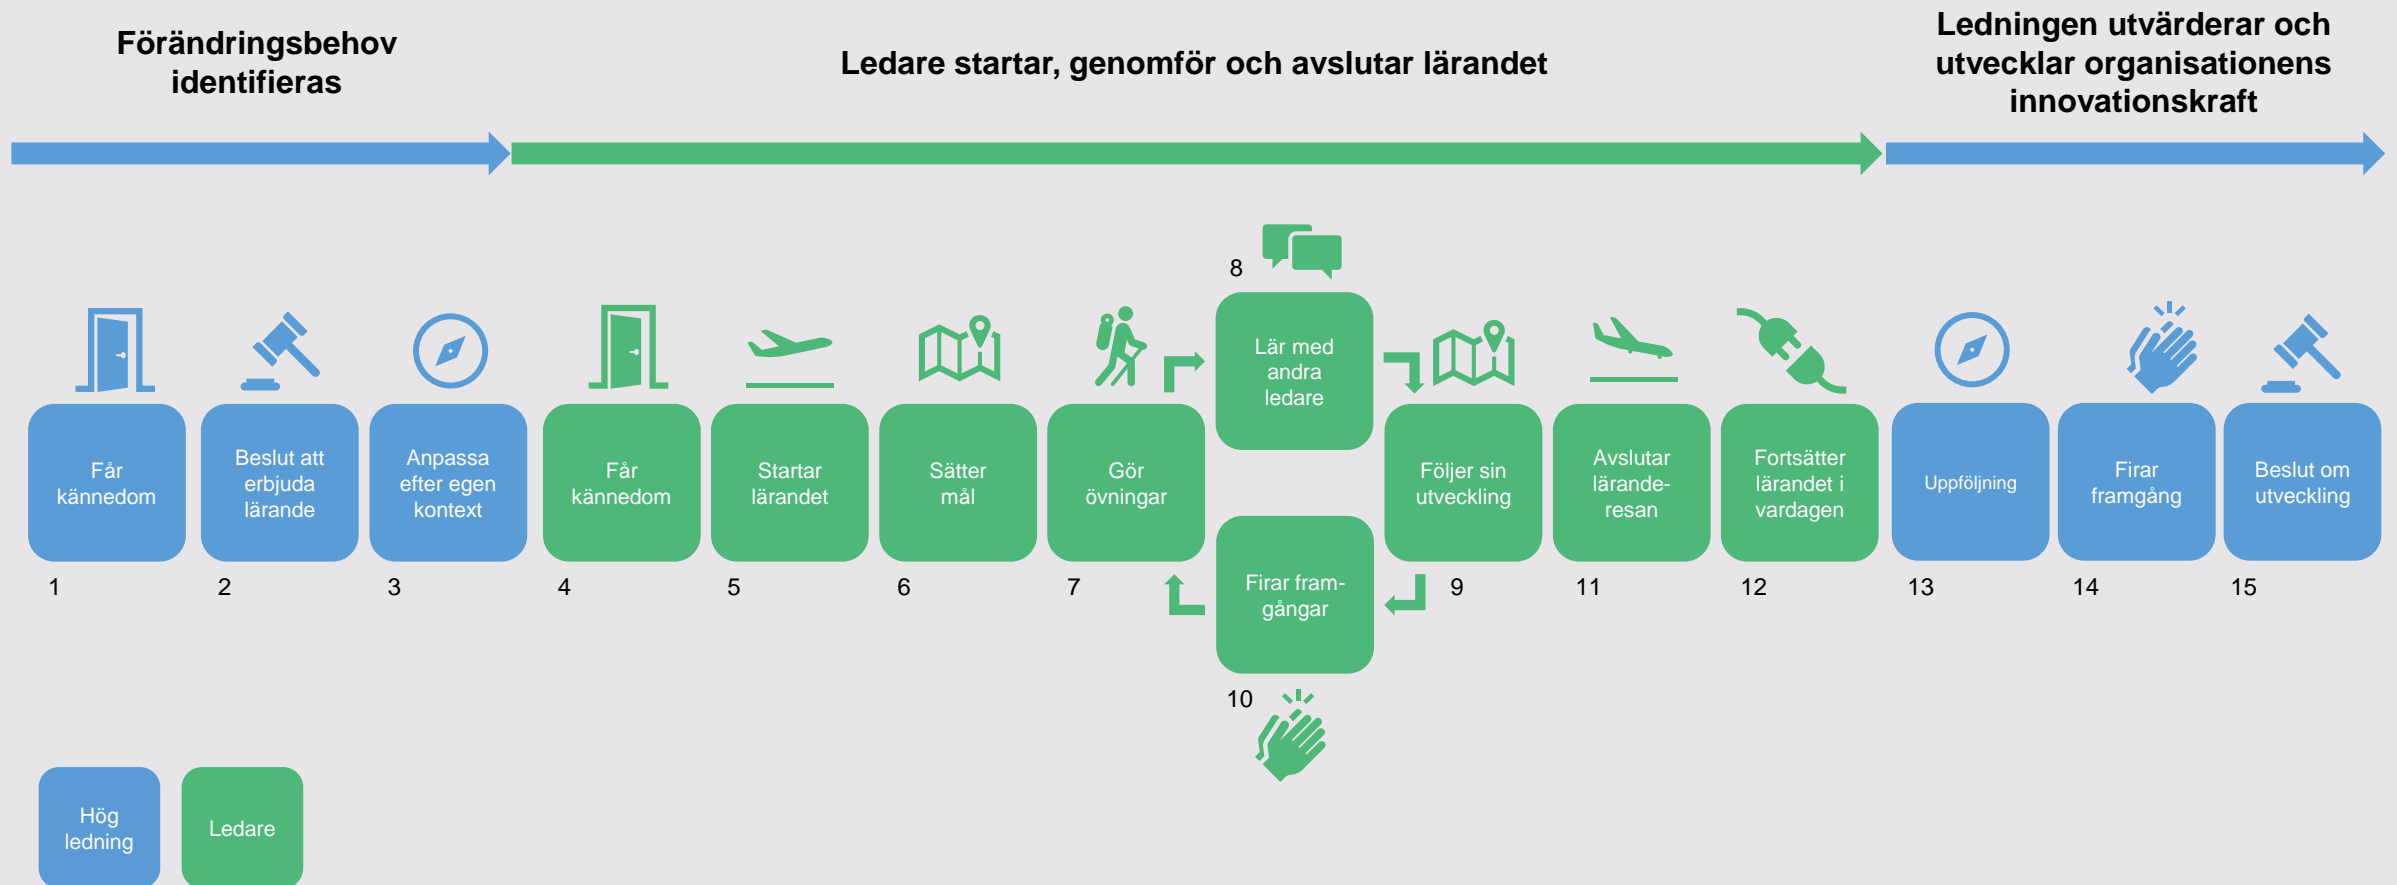 Förändringsbehov
identifieras
Ledare startar, genomför och avslutar lärandet
Ledningen utvärderar och
utvecklar organisationens
innovationskraft
Får
kännedom
1
Beslut att
erbjuda
lärande
2
Anpassa
efter egen
kontext
3
Får
kännedom
4
Startar
lärandet
5
Sätter
mål
6
Gör
övningar
7
8
Lär med
andra
ledare
Följer sin
utveckling
9
Firar fram-
gångar
10
Avslutar
lärande-
resan
11
Fortsätter
lärandet i
vardagen
12
Uppföljning
13
Firar
framgång
14
Beslut om
utveckling
15
Hög
ledning
Ledare